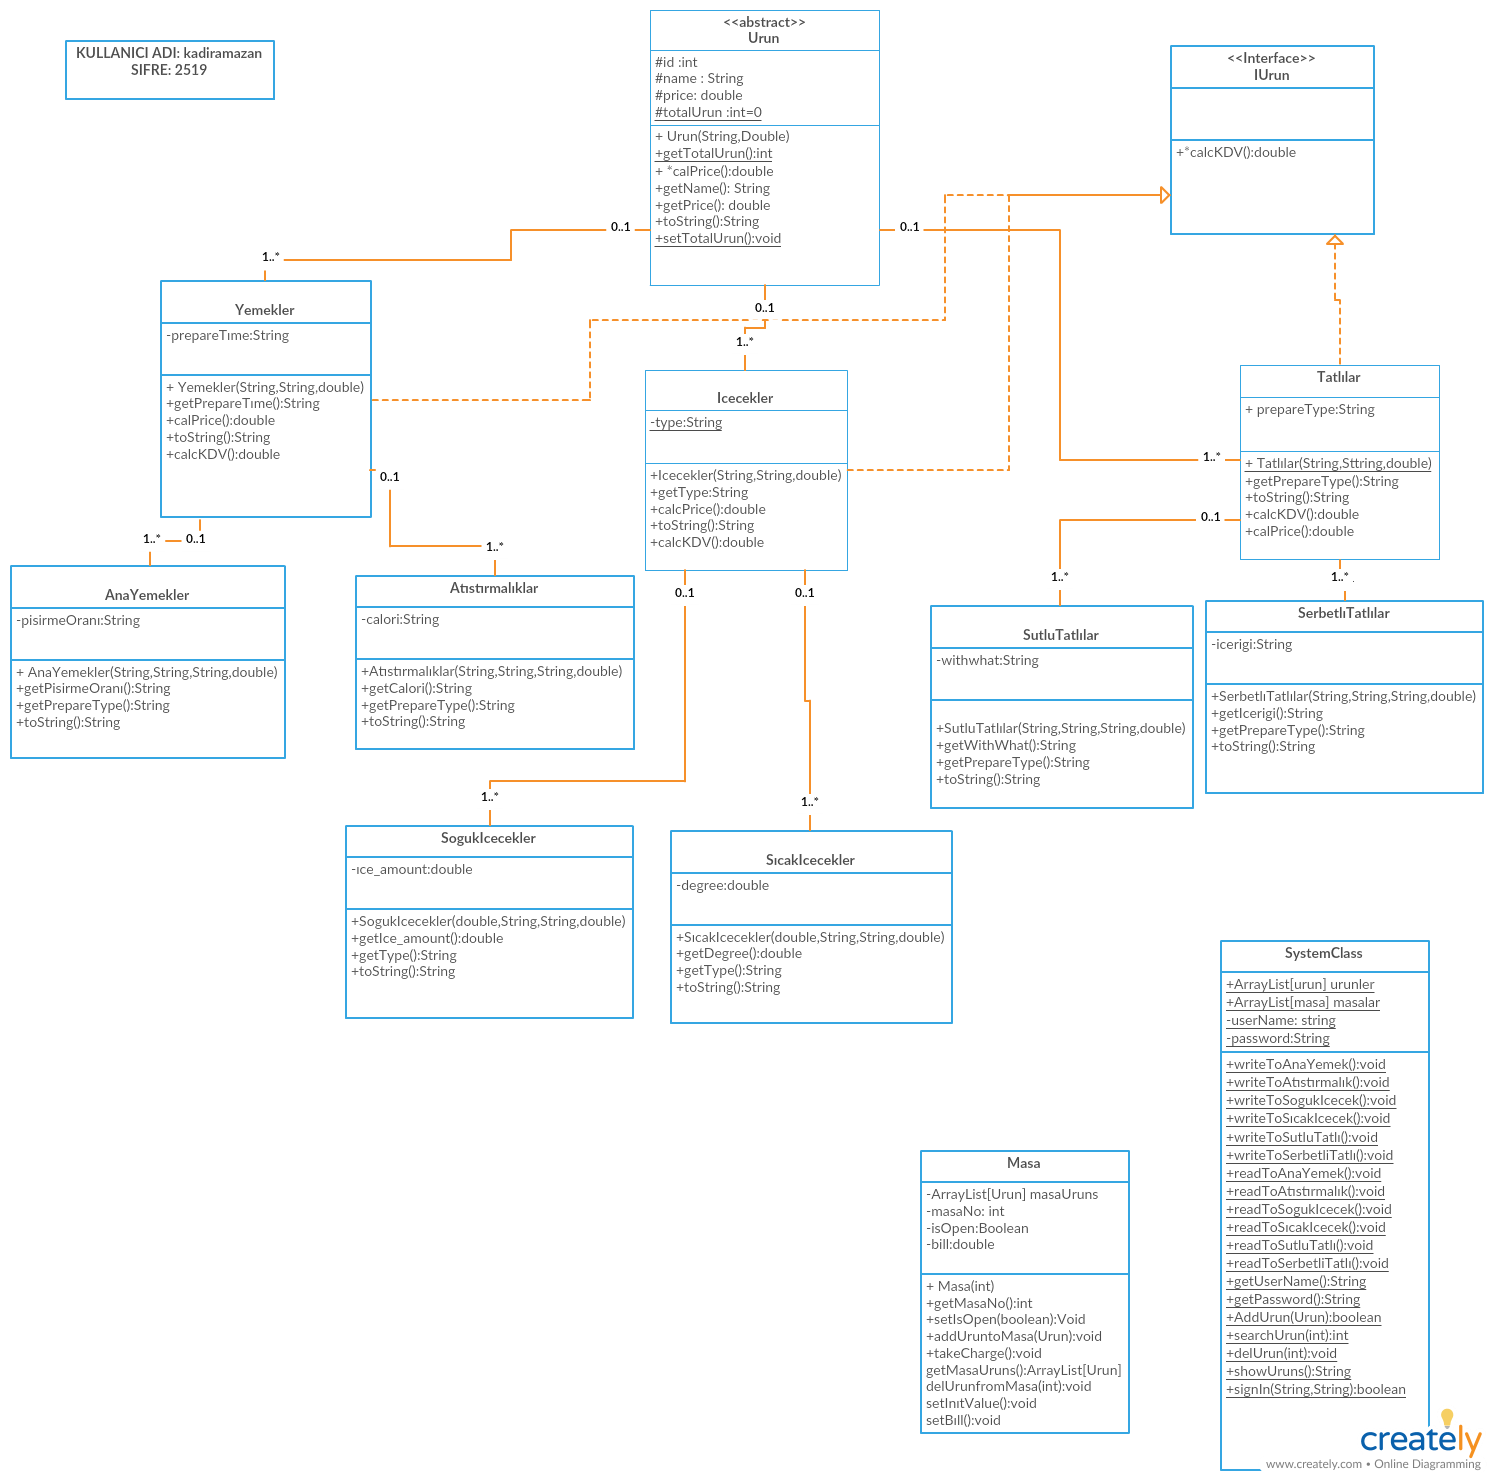 KULLANICI ADI: kadiramazan
SIFRE: 2519
<<abstract>>
Urun
#id :int
#name : String
#price: double
#totalUrun :int=0
+ Urun(String,Double)
+getTotalUrun():int
+ *calPrice():double
+getName(): String
+getPrice(): double
+toString():String
+setTotalUrun():void
<<Interface>>
IUrun
+*calcKDV():double
0..1
0..1
0..1
1..*
1..*
1..*
Yemekler
-prepareTıme:String
+ Yemekler(String,String,double)
+getPrepareTıme():String
+calPrice():double
+toString():String
+calcKDV():double
Icecekler
-type:String
+Icecekler(String,String,double)
+getType:String
+calcPrice():double
+toString():String
+calcKDV():double
Tatlılar
+ prepareType:String
+ Tatlılar(String,Sttring,double)
+getPrepareType():String
+toString():String
+calcKDV():double
+calPrice():double
0..1
1..*
0..1
1..*
0..1
0..1
0..1
1..*
1..*
AnaYemekler
-pisirmeOranı:String
+ AnaYemekler(String,String,String,double)
+getPisirmeOranı():String
+getPrepareType():String
+toString():String
Atıstırmalıklar
-calori:String
+Atıstırmalıklar(String,String,String,double)
+getCalori():String
+getPrepareType():String
+toString():String
SutluTatlılar
-withwhat:String
+SutluTatlılar(String,String,String,double)
+getWithWhat():String
+getPrepareType():String
+toString():String
SerbetlıTatlılar
-icerigi:String
+SerbetlıTatlılar(String,String,String,double)
+getIcerigi():String
+getPrepareType():String
+toString():String
1..*
1..*
SogukIcecekler
-ıce_amount:double
+SogukIcecekler(double,String,String,double)
+getIce_amount():double
+getType():String
+toString():String
SıcakIcecekler
-degree:double
+SıcakIcecekler(double,String,String,double)
+getDegree():double
+getType():String
+toString():String
SystemClass
+ArrayList[urun] urunler
+ArrayList[masa] masalar
-userName: string
-password:String
+writeToAnaYemek():void
+writeToAtıstırmalık():void
+writeToSogukIcecek():void
+writeToSıcakIcecek():void
+writeToSutluTatlı():void
+writeToSerbetliTatlı():void
+readToAnaYemek():void
+readToAtıstırmalık():void
+readToSogukIcecek():void
+readToSıcakIcecek():void
+readToSutluTatlı():void
+readToSerbetliTatlı():void
+getUserName():String
+getPassword():String
+AddUrun(Urun):boolean
+searchUrun(int):int
+delUrun(int):void
+showUruns():String
+signIn(String,String):boolean
Masa
-ArrayList[Urun] masaUruns
-masaNo: int
-isOpen:Boolean
-bill:double
+ Masa(int)
+getMasaNo():int
+setIsOpen(boolean):Void
+addUruntoMasa(Urun):void
+takeCharge():void
getMasaUruns():ArrayList[Urun]
delUrunfromMasa(int):void
setInıtValue():void
setBıll():void
creately
www.creately.com • Online Diagramming